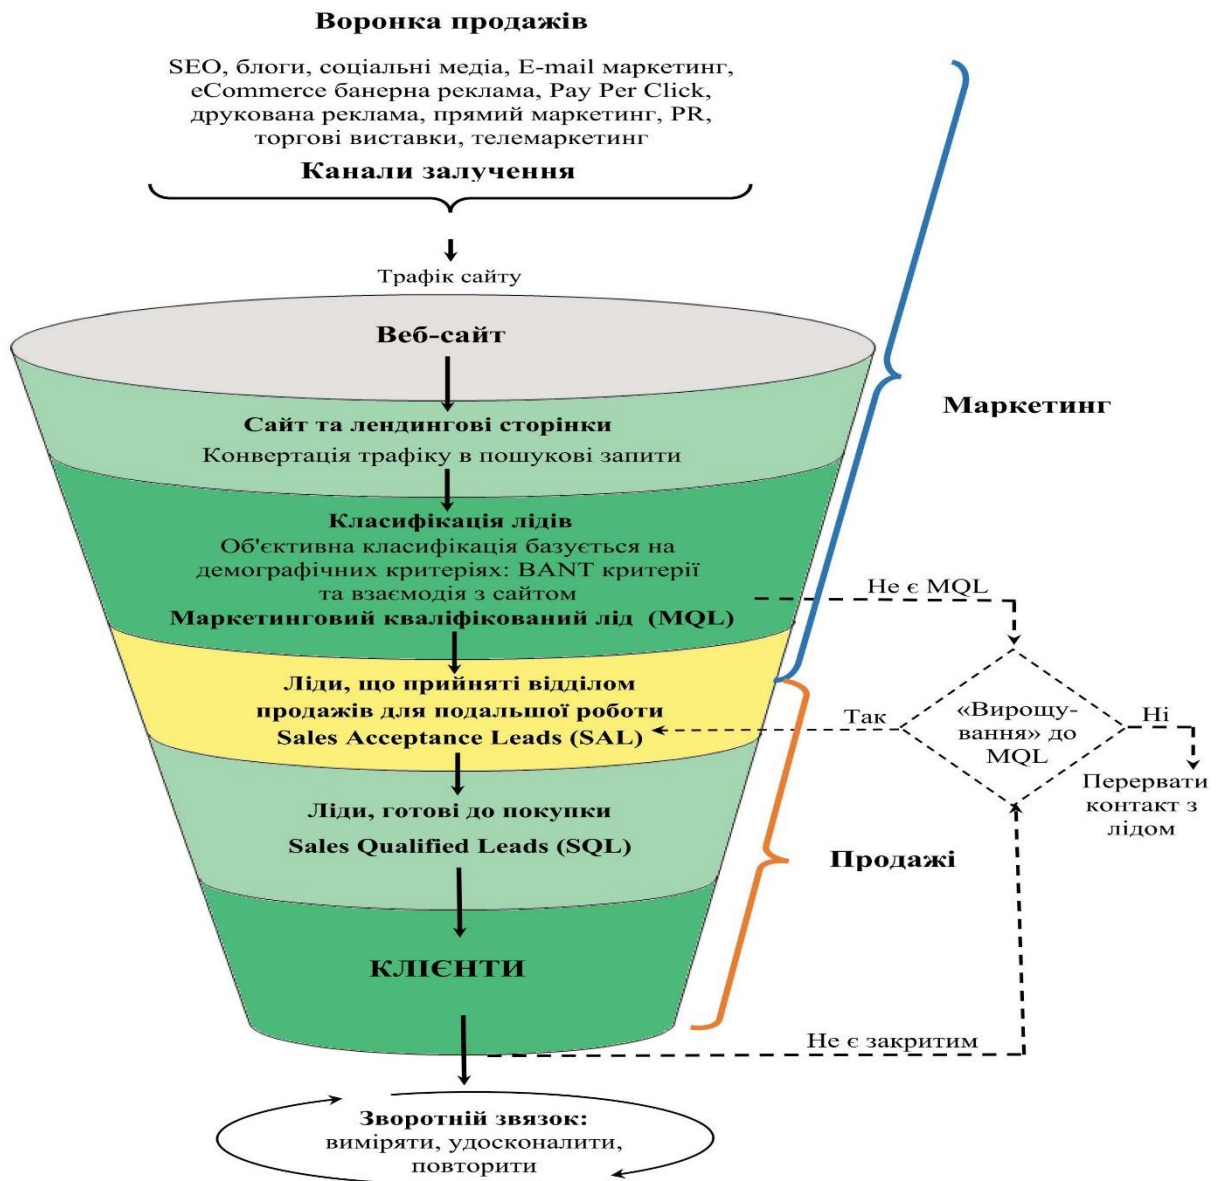 Воронка продажів
SEO, блоги, соціальні медіа, E-mail маркетинг,
eCommerce банерна реклама, Pay Per Click,
друкована реклама, прямий маркетинг, PR,
торгові виставки, телемаркетинг
Канали залучення
Трафік сайту
Веб-сайт
Маркетинг
Сайт та лендингові сторінки
Конвертація трафіку в пошукові запити
Класифікація лідів
Об'єктивна класифікація базується на
демографічних критеріях: BANT критерії
та взаємодія з сайтом
Маркетинговий кваліфікований лід (MQL)
Не є MQL
Ліди, що прийняті відділом
продажів для подальшої роботи
Sales Acceptance Leads (SAL)
Так
«Вирощу-
вання» до
MQL
Ні
Перервати
контакт з
лідом
Ліди, готові до покупки
Sales Qualified Leads (SQL)
Продажі
КЛІЄНТИ
Не є закритим
Зворотній звязок:
виміряти, удосконалити,
повторити